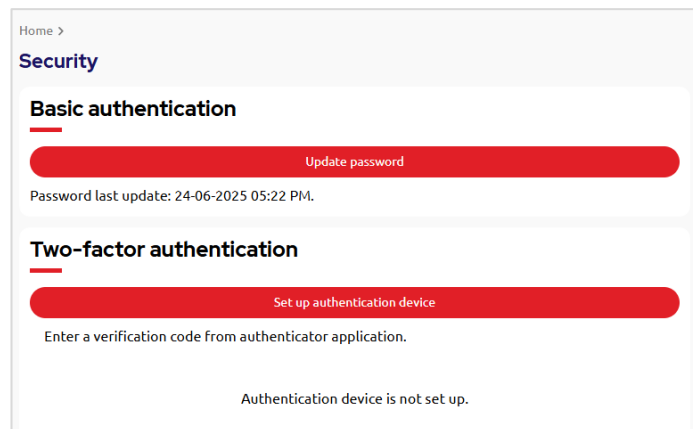 Home >
Security
Basic authentication
Update password
Password last update: 24-06-2025 05:22 PM.
Two-factor authentication
Set up authentication device
Enter a verification code from authenticator application.
Authentication device is not set up.